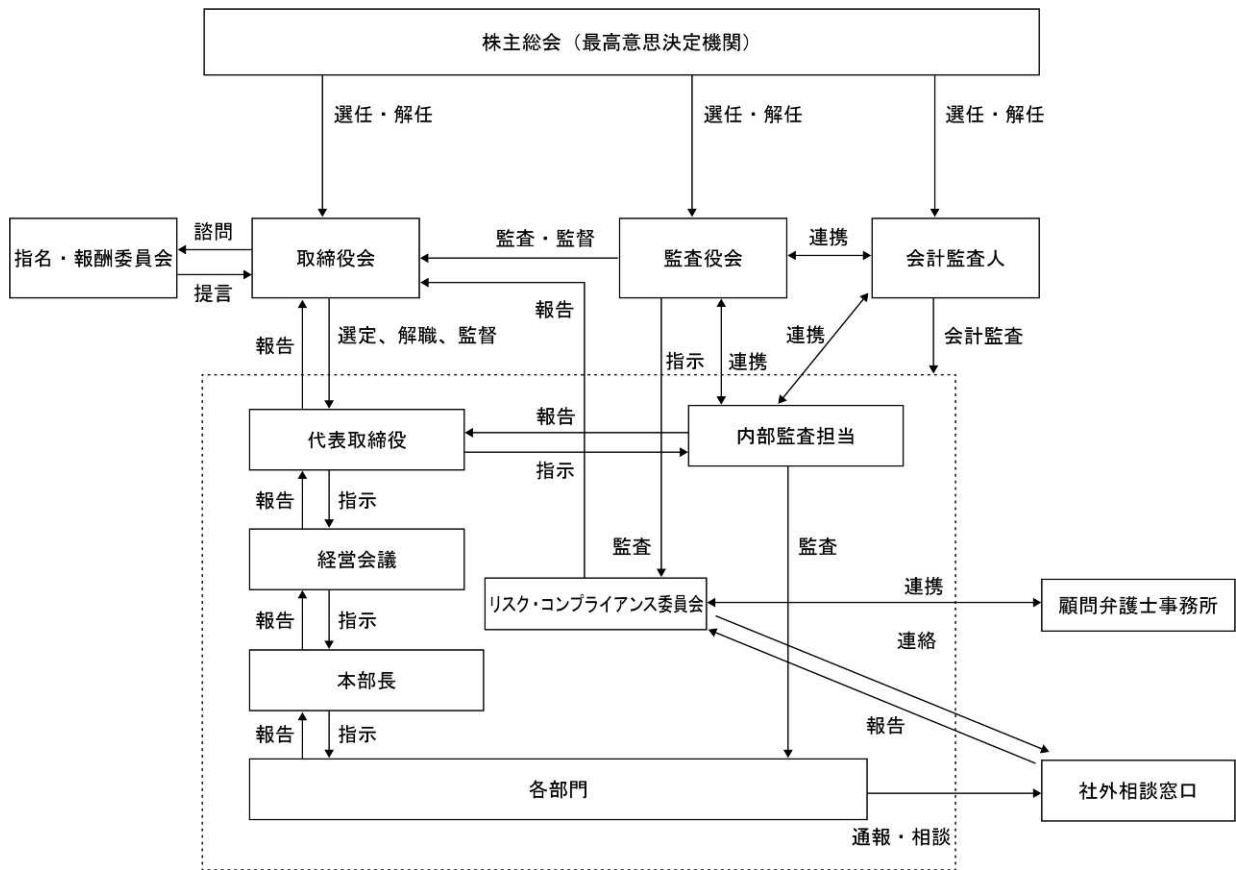 株主総会（最高意思決定機関）
選任・解任
選任・解任
選任・解任
指名・報酬委員会
諮問
提言
取締役会
監査・監督
監査役会
連携
会計監査人
報告
選定、解職、監督
報告
指示
連携
連携
会計監査
代表取締役
報告
指示
内部監査担当
報告
指示
経営会議
監査
監査
リスク・コンプライアンス委員会
連携
顧問弁護士事務所
報告
指示
連絡
本部長
報告
指示
報告
各部門
社外相談窓口
通報・相談